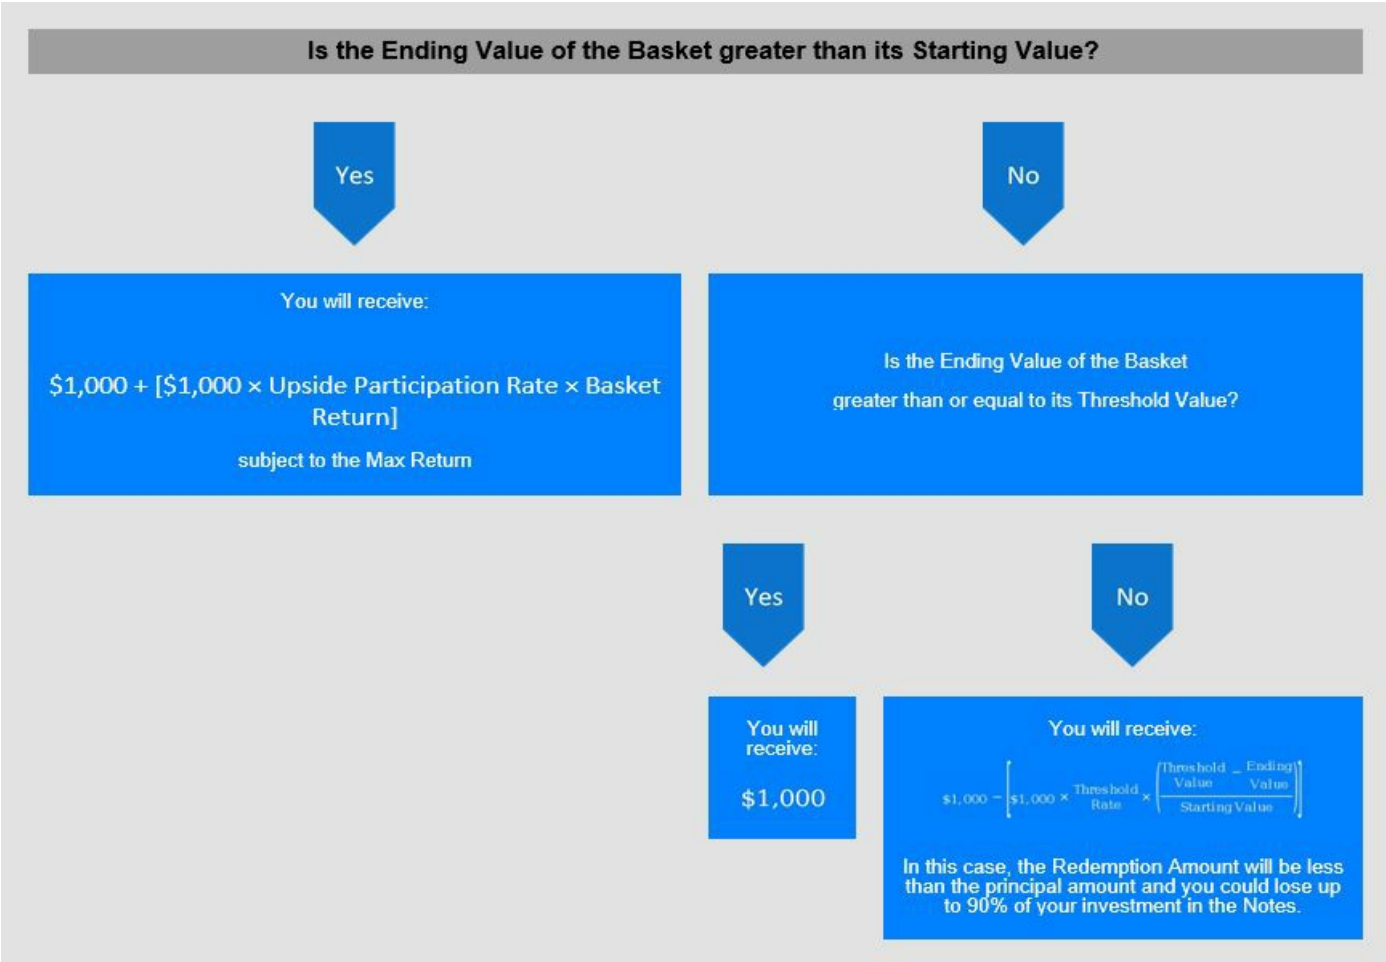 Is the Ending Value of the Basket greater than its Starting Value?
Yes
No
You will receive:
$1,000 + [$1,000 × Upside Participation Rate × Basket
Return]
subject to the Max Return
Is the Ending Value of the Basket
greater than or equal to its Threshold Value?
Yes
No
You will
receive:
$1,000
You will receive:
$1,000 − [$1,000 × Threshold Rate × ((Threshold Value − Ending Value) / Starting Value)]
In this case, the Redemption Amount will be less
than the principal amount and you could lose up
to 90% of your investment in the Notes.